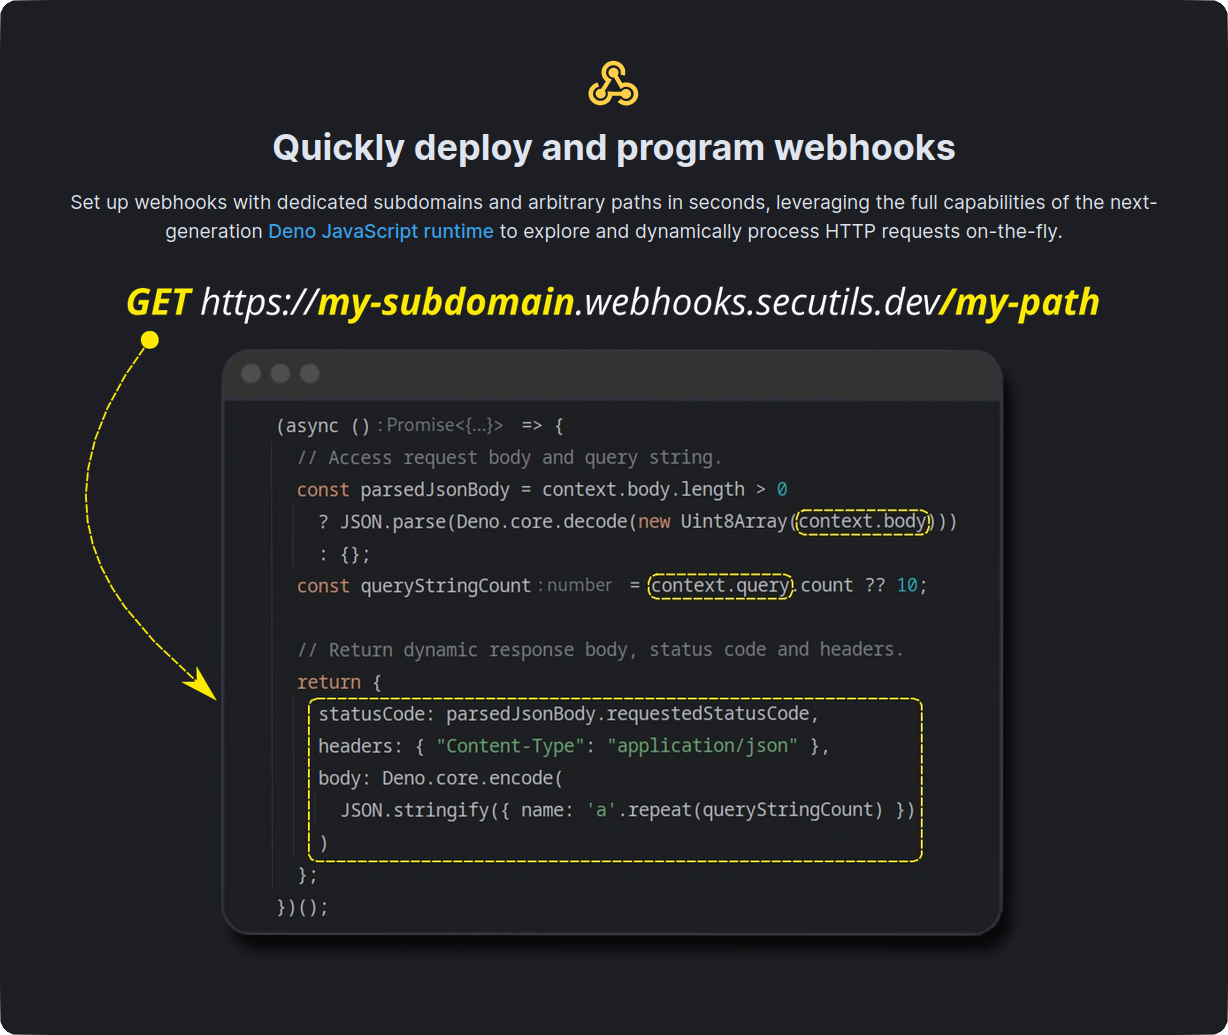 Quickly deploy and program webhooks
Set up webhooks with dedicated subdomains and arbitrary paths in seconds, leveraging the full capabilities of the next-
generation Deno JavaScript runtime to explore and dynamically process HTTP requests on-the-fly.
GET https://my-subdomain.webhooks.secutils.dev/my-path
(async () : Promise<{…}> => {
// Access request body and query string.
const parsedJsonBody = context.body.length > 0
? JSON.parse(Deno.core.decode(new Uint8Array(context.body)))
: {};
const queryStringCount : number = context.query.count ?? 10;
// Return dynamic response body, status code and headers.
return {
statusCode: parsedJsonBody.requestedStatusCode,
headers: { "Content-Type": "application/json" },
body: Deno.core.encode(
JSON.stringify({ name: 'a'.repeat(queryStringCount) })
)
};
})();